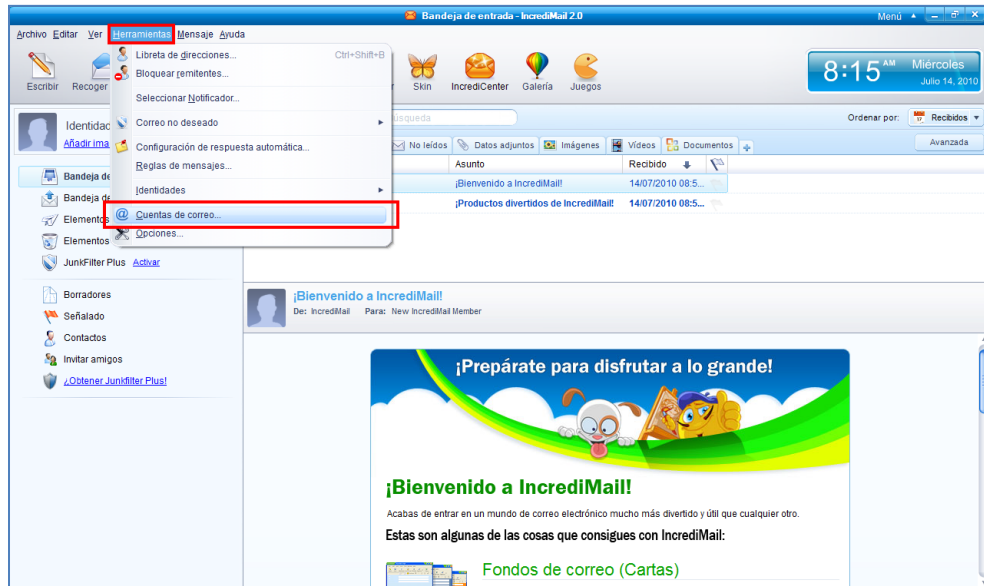 Bandeja de entrada - IncrediMail 2.0
Menú
Archivo Editar Ver Herramientas Mensaje Ayuda
Libreta de direcciones... Ctrl+Shift+B
Bloquear remitentes...
Seleccionar Notificador...
Correo no deseado
Configuración de respuesta automática...
Reglas de mensajes...
Identidades
Cuentas de correo...
Opciones...
Escribir Recoger Skin IncrediCenter Galería Juegos
8:15 AM Miércoles
Julio 14, 2010
Identidad
Añadir ima
úsqueda
Ordenar por: Recibidos
No leídos Datos adjuntos Imágenes Vídeos Documentos
Avanzada
Asunto Recibido
¡Bienvenido a IncrediMail! 14/07/2010 08:5...
¡Productos divertidos de IncrediMail! 14/07/2010 08:5...
Bandeja de
Bandeja de
Elementos
Elementos
JunkFilter Plus Activar
Borradores
Señalado
Contactos
Invitar amigos
¿Obtener Junkfilter Plus!
¡Bienvenido a IncrediMail!
De: IncrediMail Para: New IncrediMail Member
¡Prepárate para disfrutar a lo grande!
¡Bienvenido a IncrediMail!
Acabas de entrar en un mundo de correo electrónico mucho más divertido y útil que cualquier otro.
Estas son algunas de las cosas que consigues con IncrediMail:
Fondos de correo (Cartas)